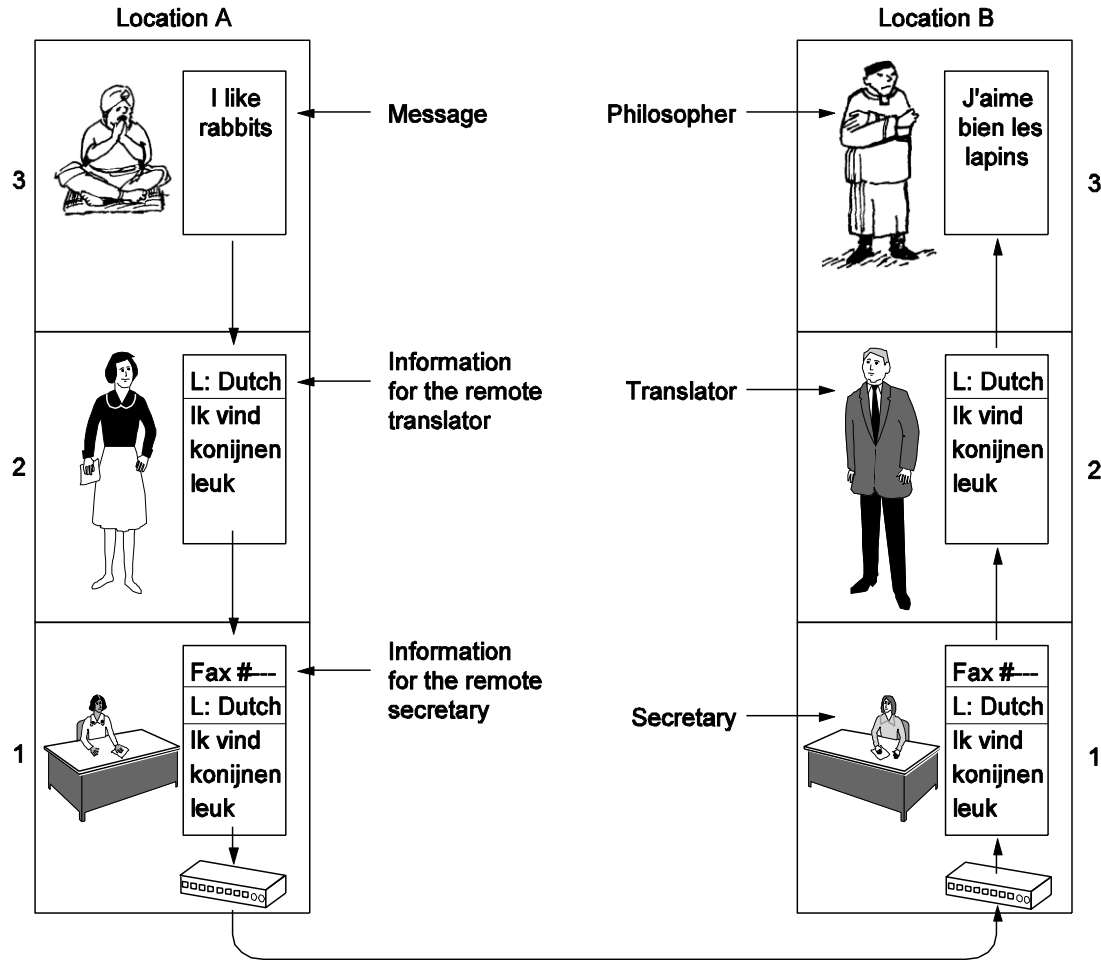 Location A
Location B
I like
rabbits
Message
Philosopher
J'aime
bien les
lapins
3
3
L: Dutch
Ik vind
konijnen
leuk
Information
for the remote
translator
Translator
L: Dutch
Ik vind
konijnen
leuk
2
2
Fax #---
L: Dutch
Ik vind
konijnen
leuk
Information
for the remote
secretary
Secretary
Fax #---
L: Dutch
Ik vind
konijnen
leuk
1
1